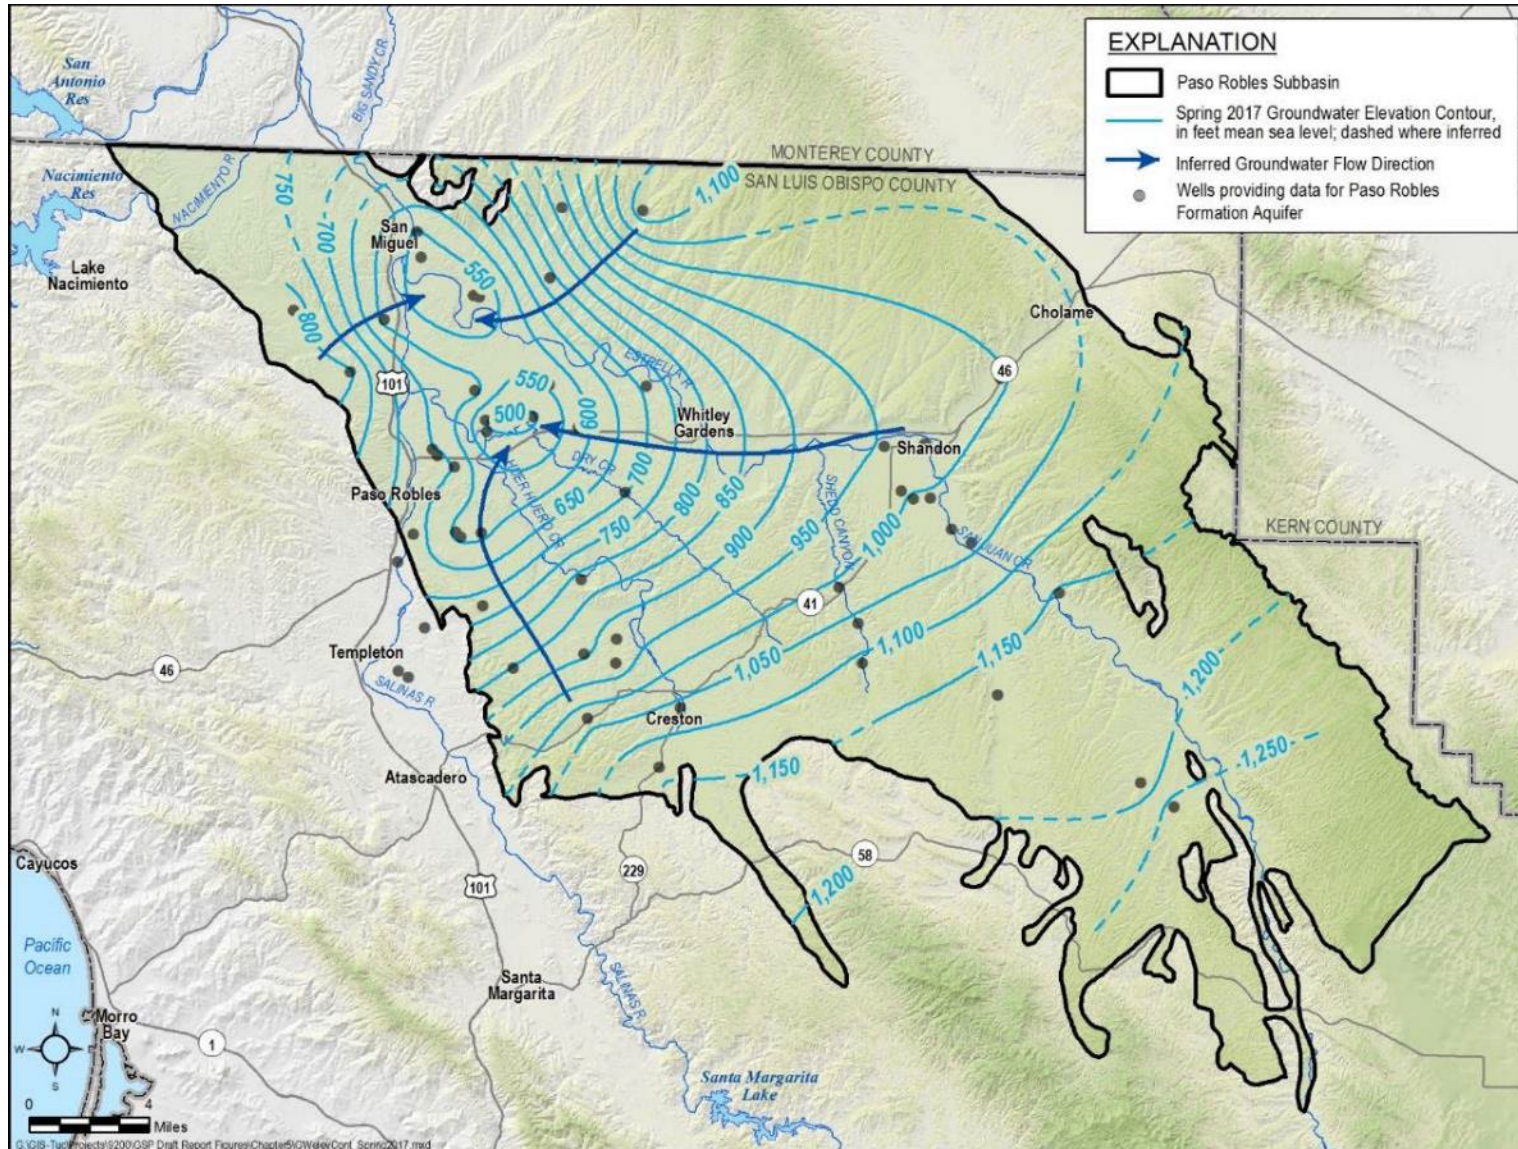 EXPLANATION
Paso Robles Subbasin
Spring 2017 Groundwater Elevation Contour,
in feet mean sea level; dashed where inferred
Inferred Groundwater Flow Direction
Wells providing data for Paso Robles
Formation Aquifer
San
Antonio
Res
BIG SANDY CR.
MONTEREY COUNTY
SAN LUIS OBISPO COUNTY
Nacimiento
Res
NACIMIENTO R
750
700
1,100
San
Miguel
Lake
Nacimiento
550
Cholame
800
ESTRELLA R
46
101
550
500
600
Whitley
Gardens
Shandon
DRY CR
HUER HUERO CR
700
800
850
Paso Robles
650
750
900
950
SHEDD CANYON
1,000
SAN JUAN CR
KERN COUNTY
41
Templeton
46
SALINAS R
1,050
1,100
1,150
1,200
Creston
1,250
Atascadero
1,150
58
Cayucos
101
229
1,200
Pacific
Ocean
Santa
Margarita
SALINAS R
N
W
E
S
Morro
Bay
1
Santa Margarita
Lake
0
4
Miles